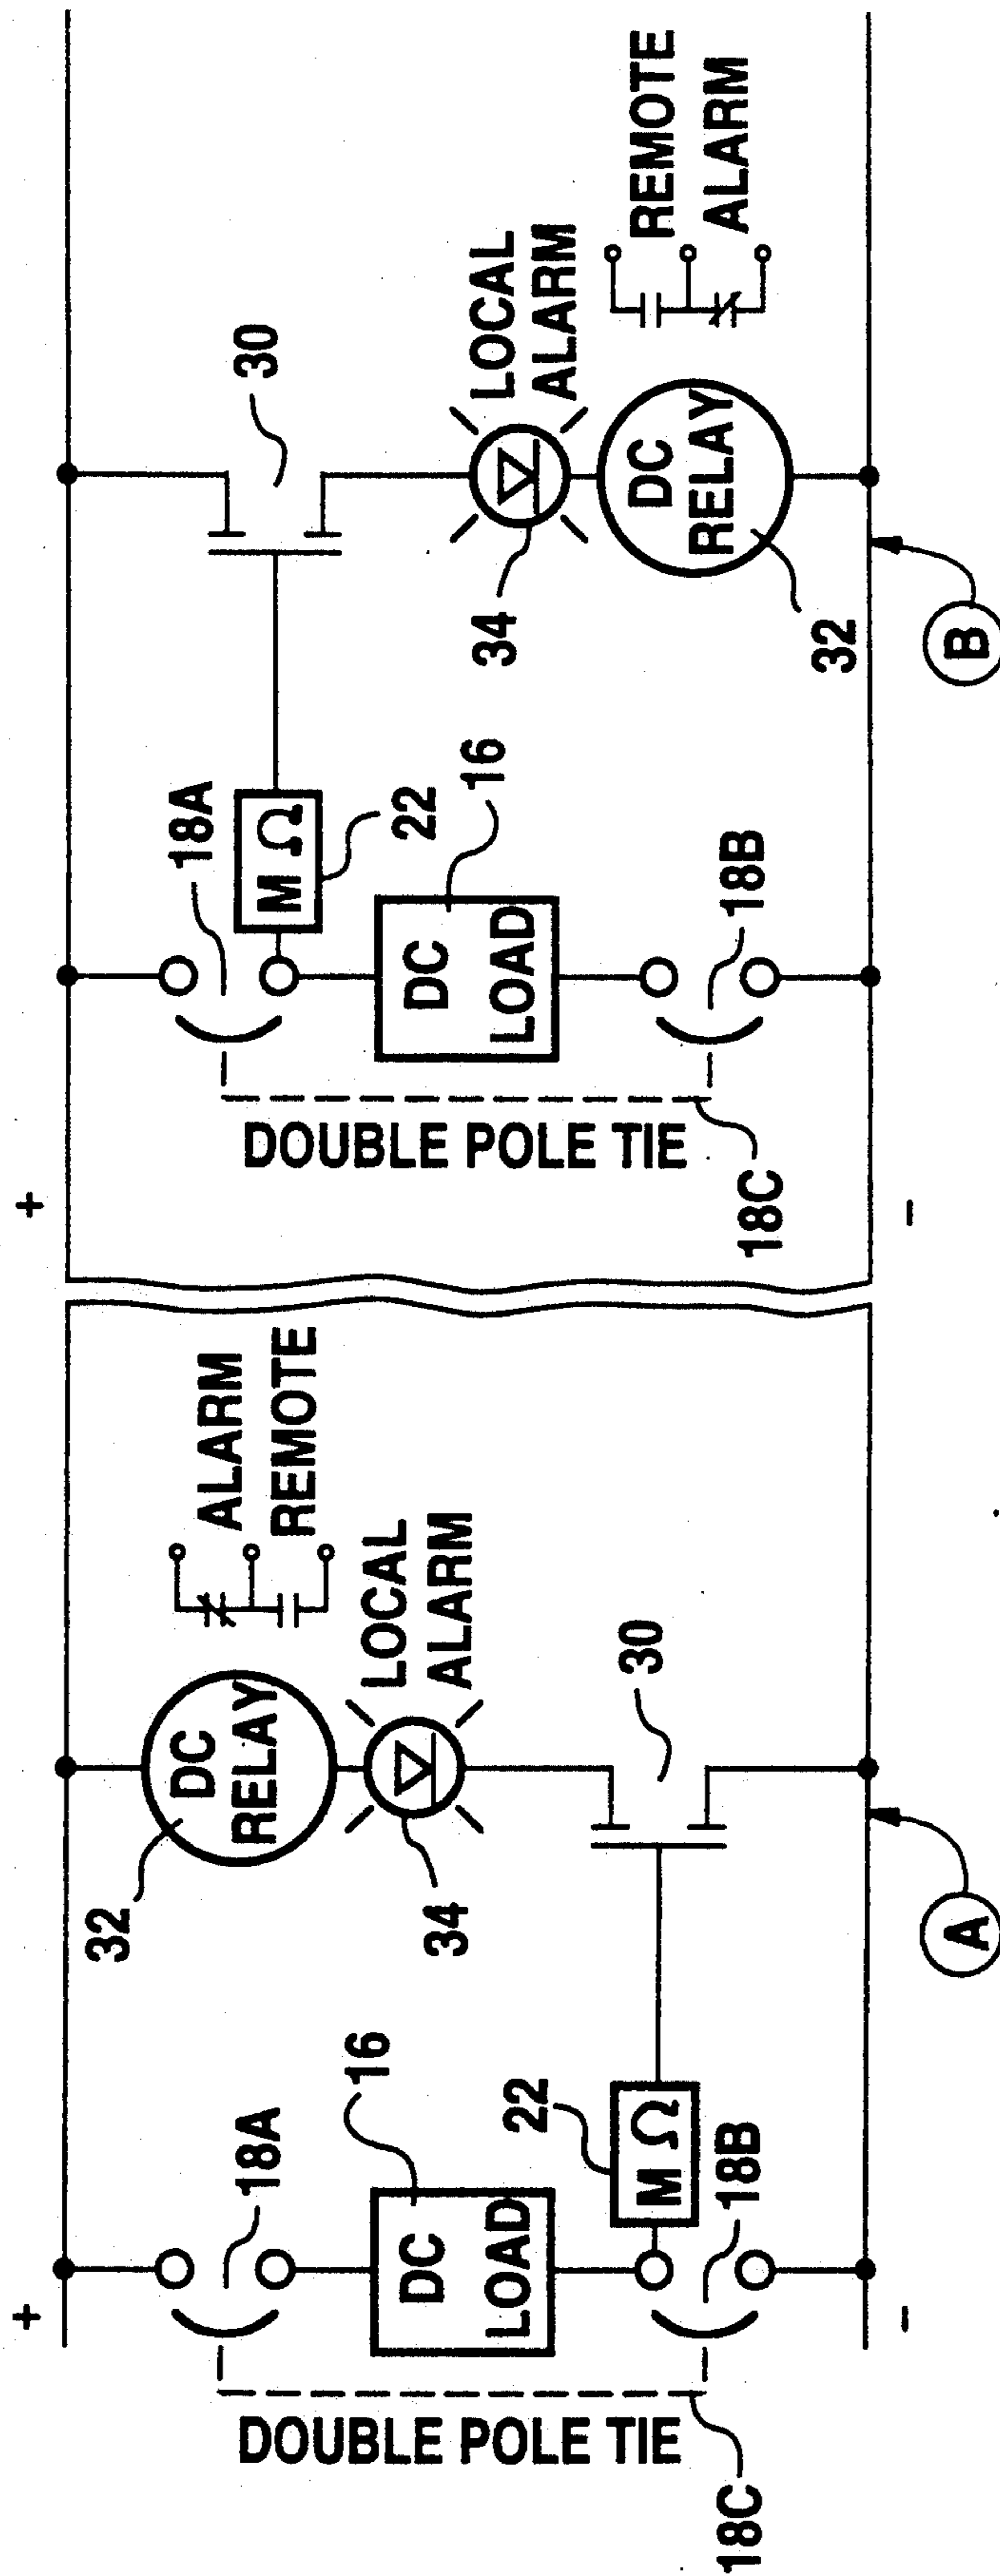 +
18A
DC
LOAD
16
22
M Ω
18B
DOUBLE POLE TIE
18C
-
32
DC
RELAY
ALARM
REMOTE
LOCAL
ALARM
34
30
A
+
18A
M Ω
22
DC
LOAD
16
18B
DOUBLE POLE TIE
18C
-
30
LOCAL
ALARM
34
DC
RELAY
32
REMOTE
ALARM
B